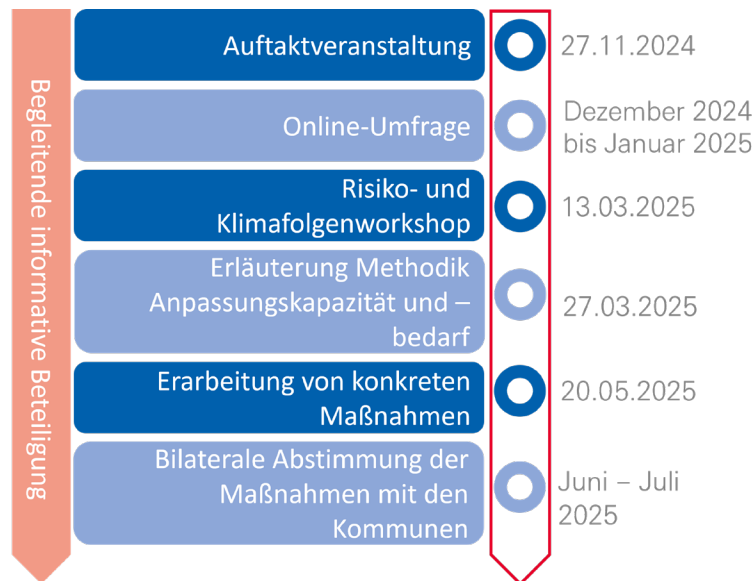 Begleitende informative Beteiligung
Auftaktveranstaltung
27.11.2024
Online-Umfrage
Dezember 2024
bis Januar 2025
Risiko- und
Klimafolgenworkshop
13.03.2025
Erläuterung Methodik
Anpassungskapazität und –
bedarf
27.03.2025
Erarbeitung von konkreten
Maßnahmen
20.05.2025
Bilaterale Abstimmung der
Maßnahmen mit den
Kommunen
Juni – Juli
2025